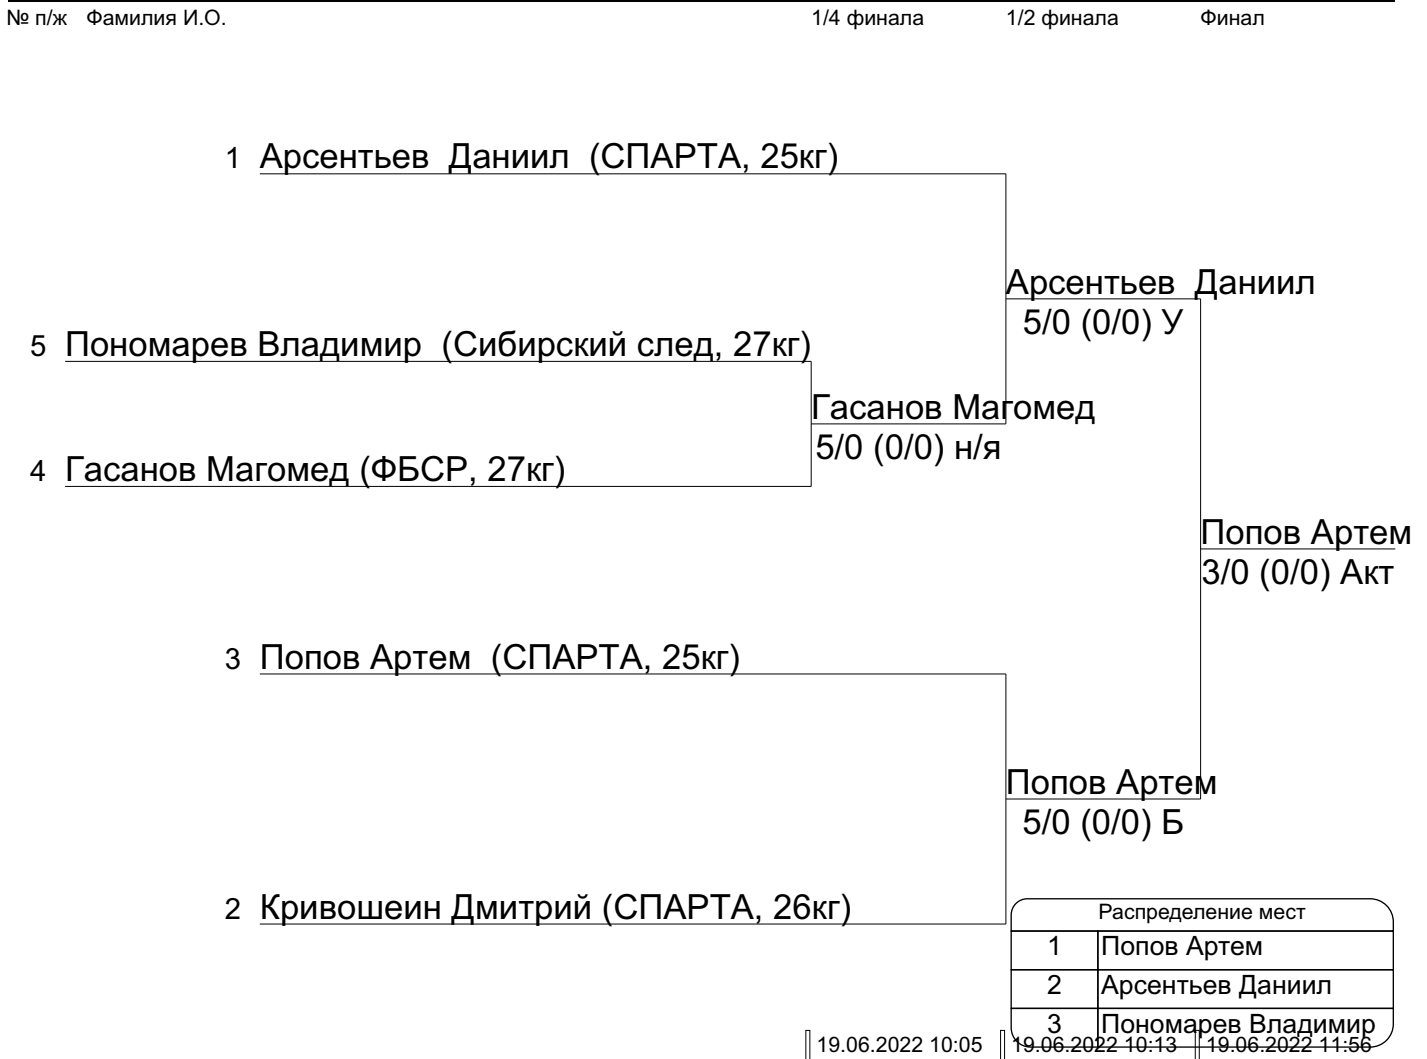 № п/ж Фамилия И.О. 1/4 финала 1/2 финала Финал
1 Арсентьев Даниил (СПАРТА, 25кг)
Арсентьев Даниил
5/0 (0/0) У
5 Пономарев Владимир (Сибирский след, 27кг)
Гасанов Магомед
5/0 (0/0) н/я
4 Гасанов Магомед (ФБСР, 27кг)
Попов Артем
3/0 (0/0) Акт
3 Попов Артем (СПАРТА, 25кг)
Попов Артем
5/0 (0/0) Б
2 Кривошеин Дмитрий (СПАРТА, 26кг)
Распределение мест
1 Попов Артем
2 Арсентьев Даниил
3 Пономарев Владимир
19.06.2022 10:05 19.06.2022 10:13 19.06.2022 11:56